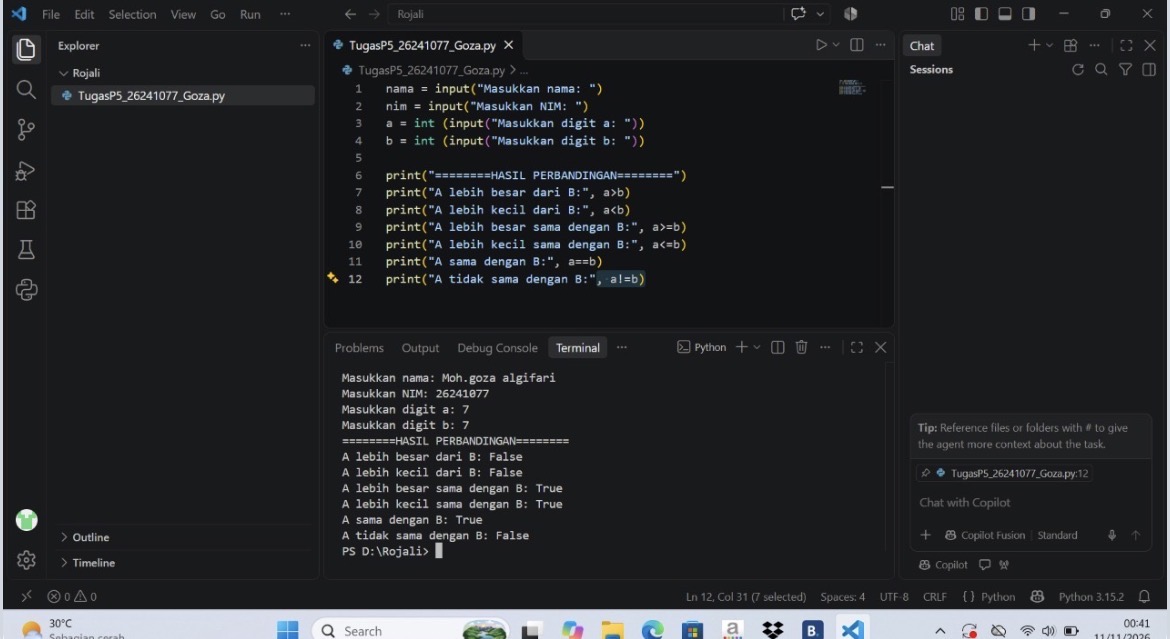 File Edit Selection View Go Run ··· Rojali
Explorer ···
Rojali
TugasP5_26241077_Goza.py
Outline
Timeline
TugasP5_26241077_Goza.py
TugasP5_26241077_Goza.py > ...
1 nama = input("Masukkan nama: ")
2 nim = input("Masukkan NIM: ")
3 a = int (input("Masukkan digit a: "))
4 b = int (input("Masukkan digit b: "))
5
6 print("========HASIL PERBANDINGAN========")
7 print("A lebih besar dari B:", a>b)
8 print("A lebih kecil dari B:", a<b)
9 print("A lebih besar sama dengan B:", a>=b)
10 print("A lebih kecil sama dengan B:", a<=b)
11 print("A sama dengan B:", a==b)
12 print("A tidak sama dengan B:", a!=b)
Problems Output Debug Console Terminal ··· Python
Masukkan nama: Moh.goza algifari
Masukkan NIM: 26241077
Masukkan digit a: 7
Masukkan digit b: 7
========HASIL PERBANDINGAN========
A lebih besar dari B: False
A lebih kecil dari B: False
A lebih besar sama dengan B: True
A lebih kecil sama dengan B: True
A sama dengan B: True
A tidak sama dengan B: False
PS D:\Rojali>
Chat
Sessions
Tip: Reference files or folders with # to give
the agent more context about the task.
TugasP5_26241077_Goza.py:12
Chat with Copilot
Copilot Fusion Standard
Copilot
0 0 Ln 12, Col 31 (7 selected) Spaces: 4 UTF-8 CRLF {} Python Python 3.15.2
30°C
Sebagian cerah
Search
a
B.
00:41
11/11/2026